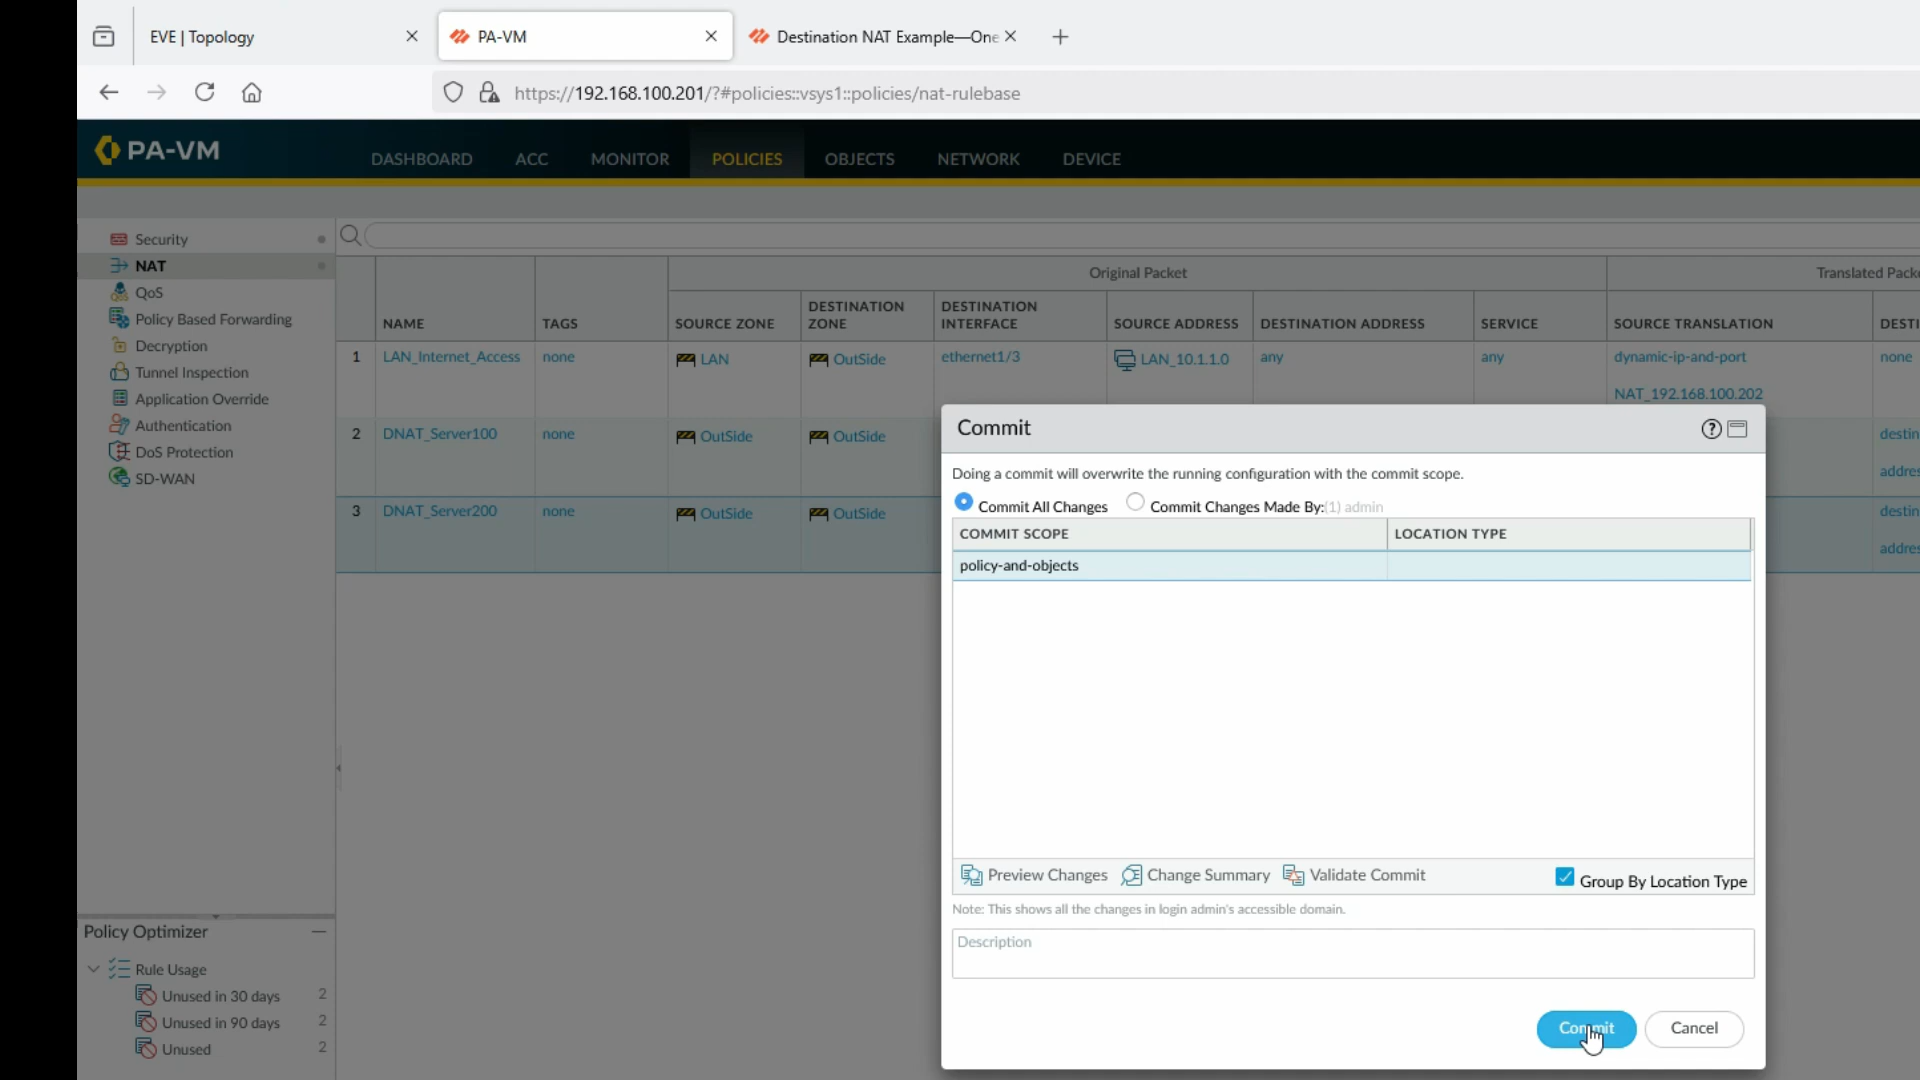 EVE | Topology
PA-VM
Destination NAT Example—One
https://192.168.100.201/?#policies::vsys1::policies/nat-rulebase
PA-VM
DASHBOARD ACC MONITOR POLICIES OBJECTS NETWORK DEVICE
Security
NAT
QoS
Policy Based Forwarding
Decryption
Tunnel Inspection
Application Override
Authentication
DoS Protection
SD-WAN
Original Packet Translated Packe
NAME TAGS SOURCE ZONE DESTINATION ZONE DESTINATION INTERFACE SOURCE ADDRESS DESTINATION ADDRESS SERVICE SOURCE TRANSLATION DESTI
1 LAN_Internet_Access none LAN OutSide ethernet1/3 LAN_10.1.1.0 any any dynamic-ip-and-port none
NAT_192.168.100.202
2 DNAT_Server100 none OutSide OutSide destin
addres
3 DNAT_Server200 none OutSide OutSide destin
addres
Commit
Doing a commit will overwrite the running configuration with the commit scope.
Commit All Changes Commit Changes Made By:(1) admin
COMMIT SCOPE LOCATION TYPE
policy-and-objects
Preview Changes Change Summary Validate Commit Group By Location Type
Note: This shows all the changes in login admin's accessible domain.
Description
Commit Cancel
Policy Optimizer
Rule Usage
Unused in 30 days 2
Unused in 90 days 2
Unused 2